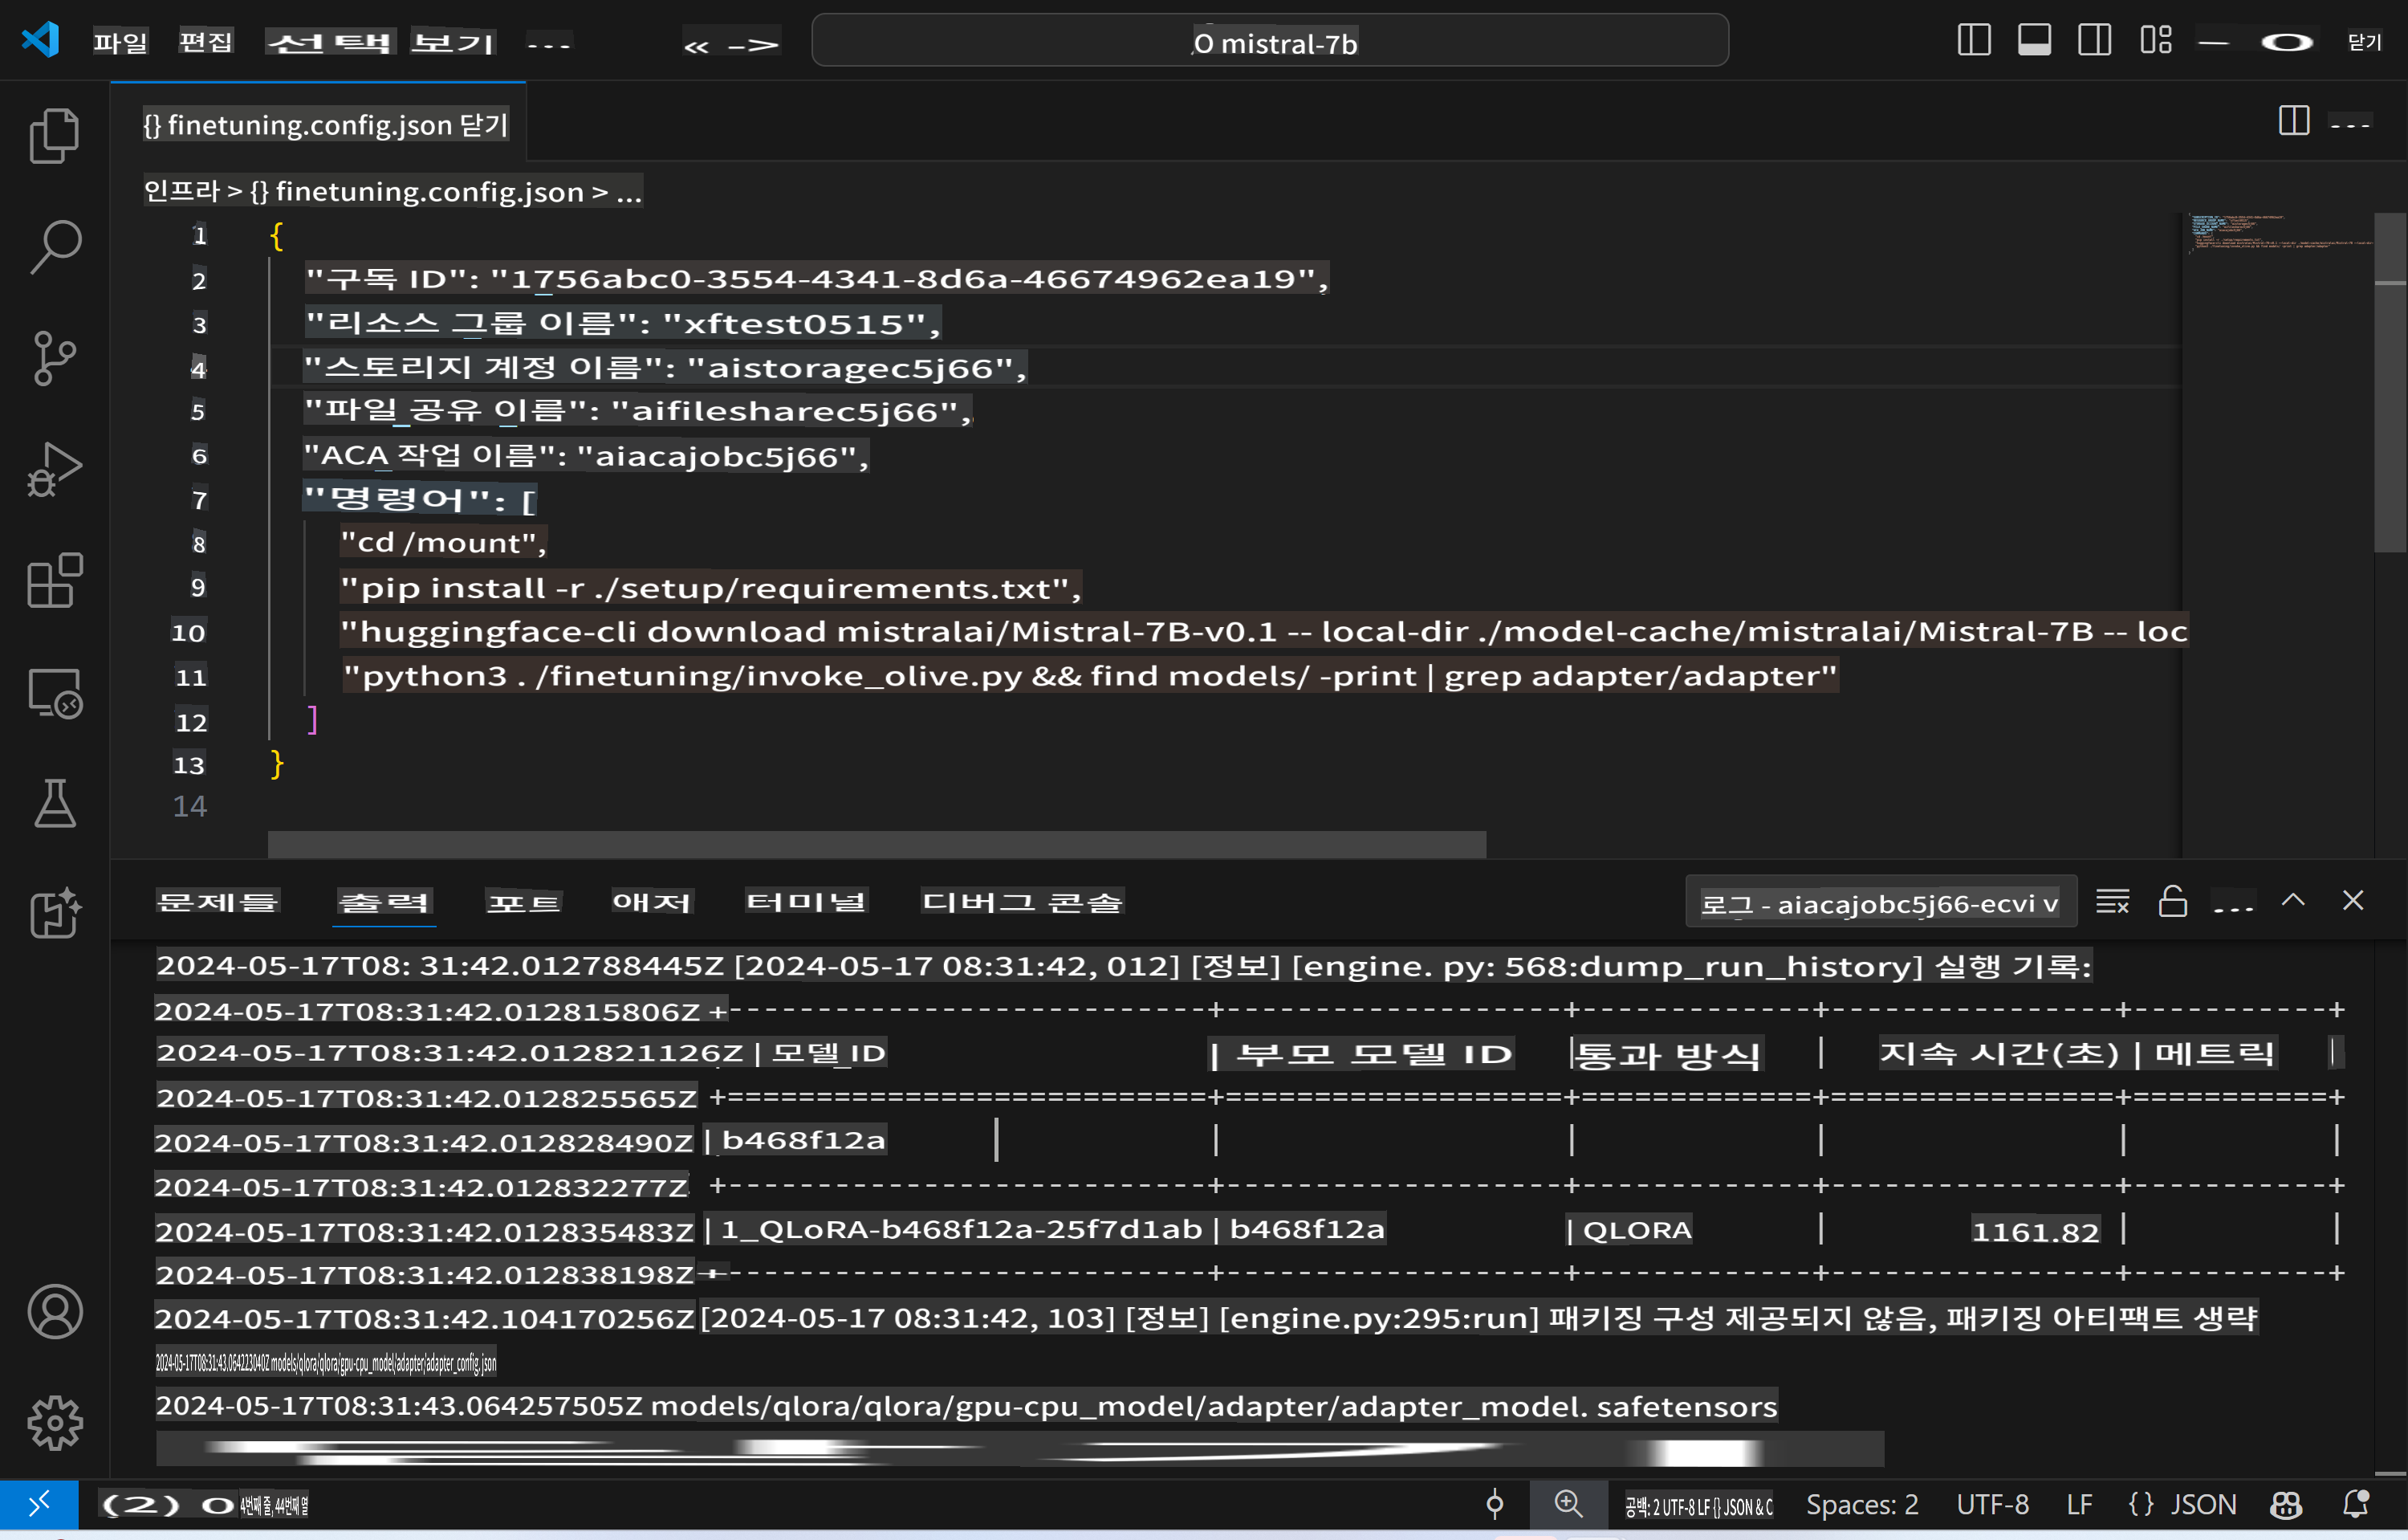 파일 편집 선택 보기 ... « -> O mistral-7b — O 닫기
{} finetuning.config.json 닫기 ...
인프라 > {} finetuning.config.json > ...
1 {
2 "구독 ID": "1756abc0-3554-4341-8d6a-46674962ea19",
3 "리소스 그룹 이름": "xftest0515",
4 "스토리지 계정 이름": "aistoragec5j66",
5 "파일 공유 이름": "aifilesharec5j66",
6 "ACA 작업 이름": "aiacajobc5j66",
7 "명령어": [
8 "cd /mount",
9 "pip install -r ./setup/requirements.txt",
10 "huggingface-cli download mistralai/Mistral-7B-v0.1 -- local-dir ./model-cache/mistralai/Mistral-7B -- loc
11 "python3 . /finetuning/invoke_olive.py && find models/ -print | grep adapter/adapter"
12 ]
13 }
14
문제들 출력 포트 애저 터미널 디버그 콘솔 로그 - aiacajobc5j66-ecvi v ...
2024-05-17T08: 31:42.012788445Z [2024-05-17 08:31:42, 012] [정보] [engine. py: 568:dump_run_history] 실행 기록:
2024-05-17T08:31:42.012815806Z +---------------------------+-------------------+--------------+-----------------+------------+
2024-05-17T08:31:42.012821126Z | 모델 ID | 부모 모델 ID | 통과 방식 | 지속 시간(초) | 메트릭 |
2024-05-17T08:31:42.012825565Z +===========================+===================+==============+=================+============+
2024-05-17T08:31:42.012828490Z | b468f12a | | | | | |
2024-05-17T08:31:42.012832277Z +---------------------------+-------------------+--------------+-----------------+------------+
2024-05-17T08:31:42.012835483Z | 1_QLoRA-b468f12a-25f7d1ab | b468f12a | QLORA | 1161.82 | |
2024-05-17T08:31:42.012838198Z +---------------------------+-------------------+--------------+-----------------+------------+
2024-05-17T08:31:42.104170256Z [2024-05-17 08:31:42, 103] [정보] [engine.py:295:run] 패키징 구성 제공되지 않음, 패키징 아티팩트 생략
2024-05-17T08:31:43.064223040Z models/qlora/qlora/gpu-cpu_model/adapter/adapter_config.json
2024-05-17T08:31:43.064257505Z models/qlora/qlora/gpu-cpu_model/adapter/adapter_model. safetensors
(2) O 4번째 줄, 44번째 열 공백: 2 UTF-8 LF {} JSON & C Spaces: 2 UTF-8 LF {} JSON